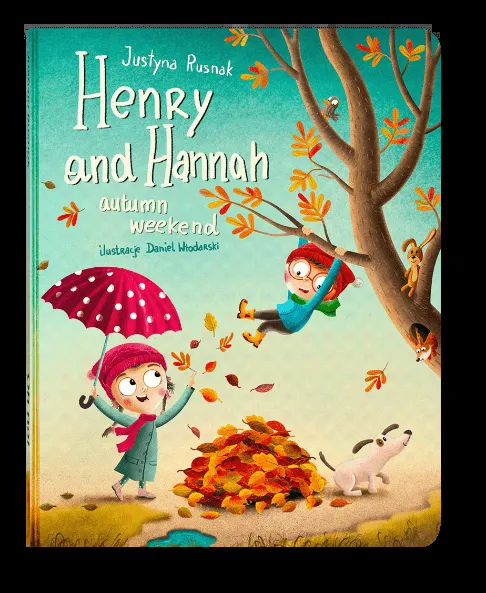 Justyna Rusnak
Henry
and Hannah
autumn
weekend
ilustracje Daniel Włodarski